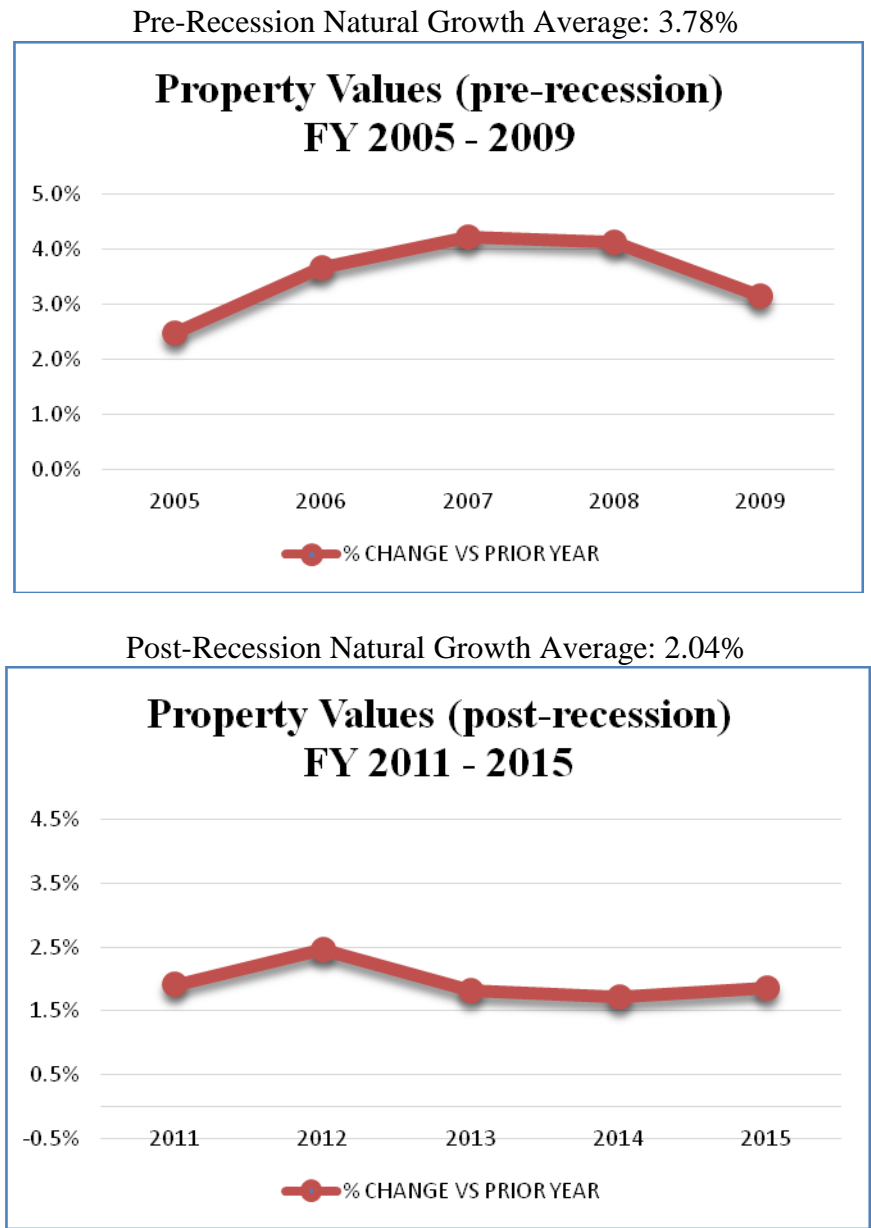 Pre-Recession Natural Growth Average: 3.78%
Property Values (pre-recession)
FY 2005 - 2009
5.0%
4.0%
3.0%
2.0%
1.0%
0.0%
2005 2006 2007 2008 2009
% CHANGE VS PRIOR YEAR
Post-Recession Natural Growth Average: 2.04%
Property Values (post-recession)
FY 2011 - 2015
4.5%
3.5%
2.5%
1.5%
0.5%
-0.5%
2011 2012 2013 2014 2015
% CHANGE VS PRIOR YEAR